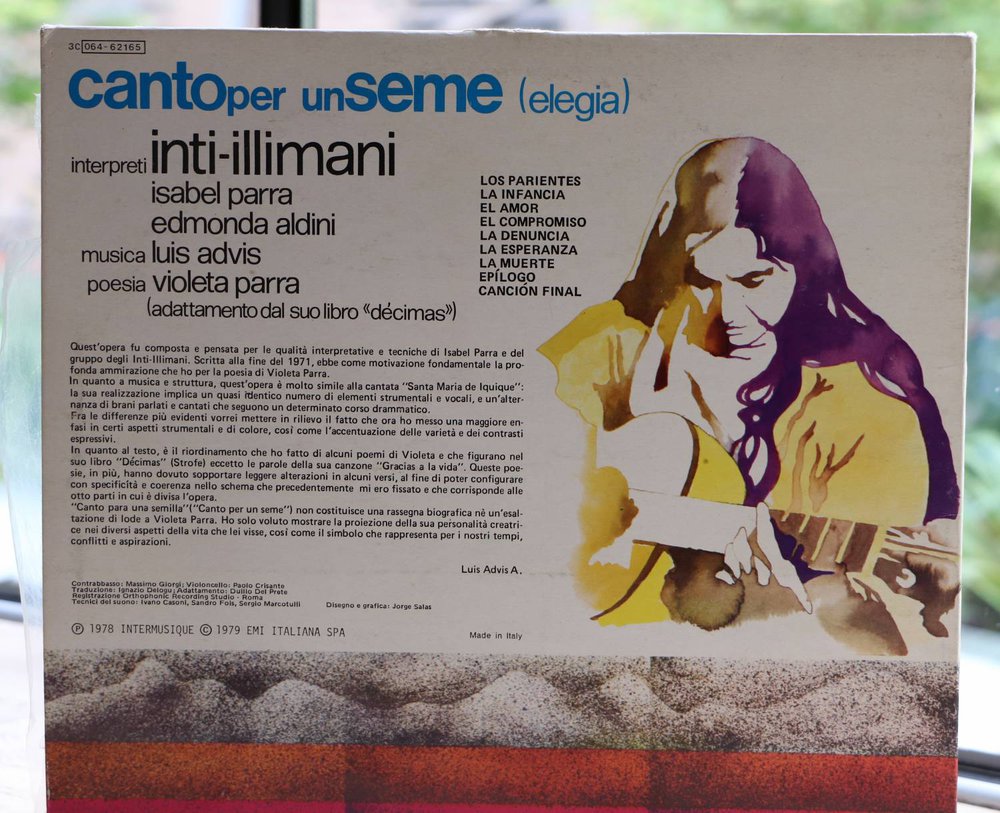 3C 064-62165
canto per un seme (elegia)
interpreti inti-illimani
isabel parra
edmonda aldini
musica luis advis
poesia violeta parra
(adattamento dal suo libro «décimas»)
LOS PARIENTES
LA INFANCIA
EL AMOR
EL COMPROMISO
LA DENUNCIA
LA ESPERANZA
LA MUERTE
EPÍLOGO
CANCIÓN FINAL
Quest'opera fu composta e pensata per le qualità interpretative e tecniche di Isabel Parra e del
gruppo degli Inti-Illimani. Scritta alla fine del 1971, ebbe come motivazione fondamentale la pro-
fonda ammirazione che ho per la poesia di Violeta Parra.
In quanto a musica e struttura, quest'opera è molto simile alla cantata "Santa Maria de Iquique":
la sua realizzazione implica un quasi identico numero di elementi strumentali e vocali, e un'alter-
nanza di brani parlati e cantati che seguono un determinato corso drammatico.
Fra le differenze più evidenti vorrei mettere in rilievo il fatto che ora ho messo una maggiore en-
fasi in certi aspetti strumentali e di colore, così come l'accentuazione delle varietà e dei contrasti
espressivi.
In quanto al testo, è il riordinamento che ho fatto di alcuni poemi di Violeta e che figurano nel
suo libro "Décimas" (Strofe) eccetto le parole della sua canzone "Gracias a la vida". Queste poe-
sie, in più, hanno dovuto sopportare leggere alterazioni in alcuni versi, al fine di poter configurare
con specificità e coerenza nello schema che precedentemente mi ero fissato e che corrisponde alle
otto parti in cui è divisa l'opera.
"Canto para una semilla"("Canto per un seme") non costituisce una rassegna biografica nè un'esal-
tazione di lode a Violeta Parra. Ho solo voluto mostrare la proiezione della sua personalità creatri-
ce nei diversi aspetti della vita che lei visse, così come il simbolo che rappresenta per i nostri tempi,
conflitti e aspirazioni.
Luis Advis A.
Contrabbasso: Massimo Giorgi; Violoncello: Paolo Crisante
Traduzione: Ignazio Delogu; Adattamento: Duilio Del Prete
Registrazione Orthophonic Recording Studio - Roma
Tecnici del suono: Ivano Casoni, Sandro Fois, Sergio Marcotulli
Disegno e grafica: Jorge Salas
Ⓟ 1978 INTERMUSIQUE © 1979 EMI ITALIANA SPA
Made in Italy